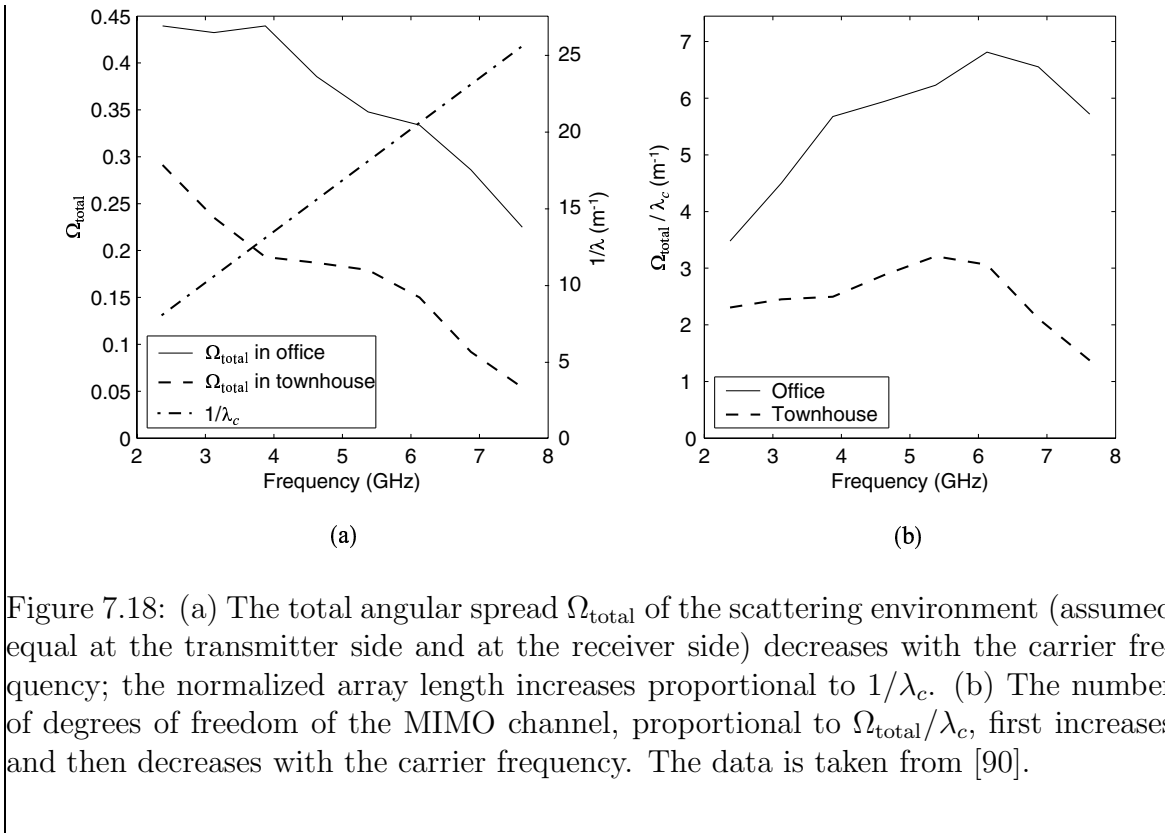 0.45
0.4
0.35
0.3
0.25
0.2
0.15
0.1
0.05
0
Ω_total
25
20
15
10
5
0
1/λ (m⁻¹)
Ω_total in office
Ω_total in townhouse
1/λ_c
2 3 4 5 6 7 8
Frequency (GHz)
(a)
7
6
5
4
3
2
1
0
Ω_total / λ_c (m⁻¹)
Office
Townhouse
2 3 4 5 6 7 8
Frequency (GHz)
(b)
Figure 7.18: (a) The total angular spread Ω_total of the scattering environment (assumed
equal at the transmitter side and at the receiver side) decreases with the carrier fre-
quency; the normalized array length increases proportional to 1/λ_c. (b) The number
of degrees of freedom of the MIMO channel, proportional to Ω_total/λ_c, first increases
and then decreases with the carrier frequency. The data is taken from [90].